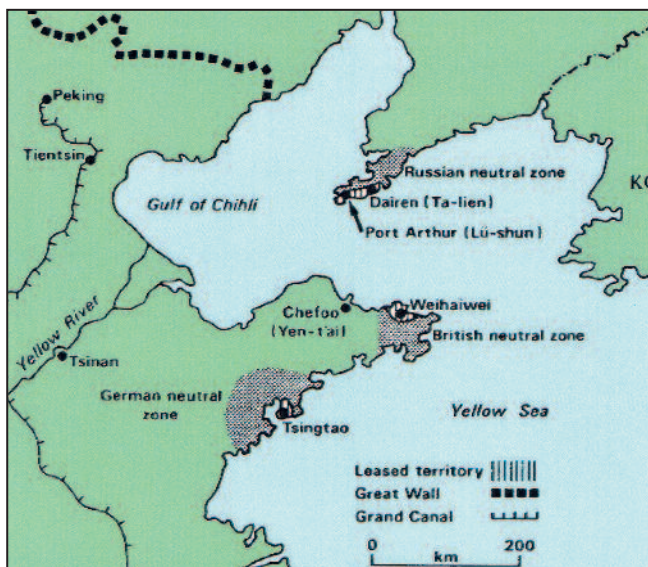 Peking
Tientsin
Gulf of Chihli
Russian neutral zone
Dairen (Ta-lien)
Port Arthur (Lü-shun)
KO
Chefoo
(Yen-t'ai)
Weihaiwei
British neutral zone
Yellow River
Tsinan
German neutral
zone
Tsingtao
Yellow Sea
Leased territory
Great Wall
Grand Canal
0 200
km